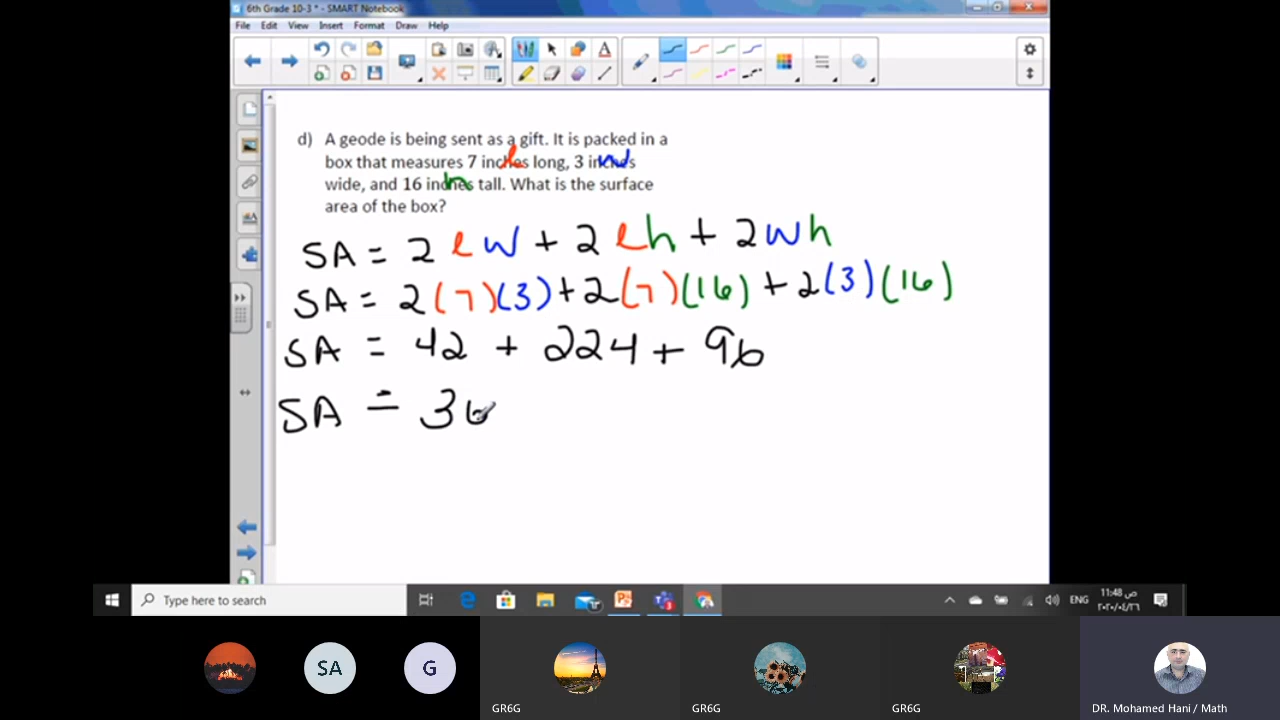 6th Grade 10-3 * - SMART Notebook
File Edit View Insert Format Draw Help
d) A geode is being sent as a gift. It is packed in a
box that measures 7 inches long, 3 inches
wide, and 16 inches tall. What is the surface
area of the box?
l w
h
SA = 2 l w + 2 l h + 2 w h
SA = 2 (7)(3) + 2 (7)(16) + 2 (3)(16)
SA = 42 + 224 + 96
SA = 36
Type here to search
ENG
11:48 ص
٢٠٢٠/٠٤/٢٦
SA G
GR6G GR6G GR6G DR. Mohamed Hani / Math